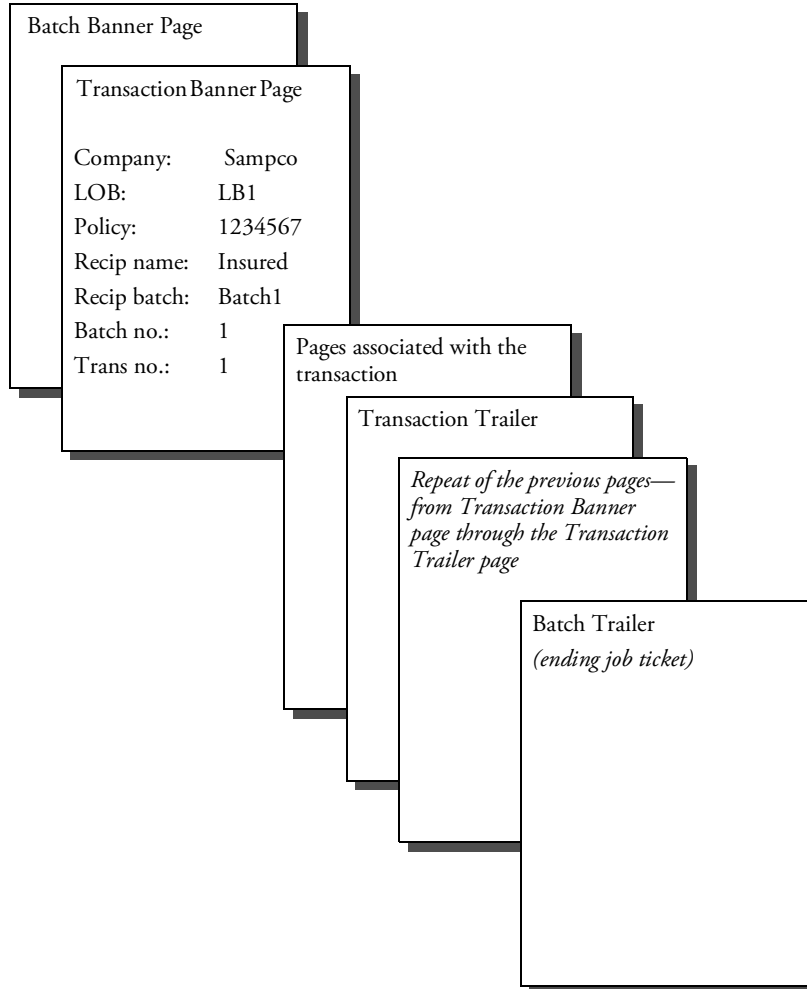 Batch Banner Page
Transaction Banner Page
Company: Sampco
LOB: LB1
Policy: 1234567
Recip name: Insured
Recip batch: Batch1
Batch no.: 1
Trans no.: 1
Pages associated with the
transaction
Transaction Trailer
Repeat of the previous pages—
from Transaction Banner
page through the Transaction
Trailer page
Batch Trailer
(ending job ticket)